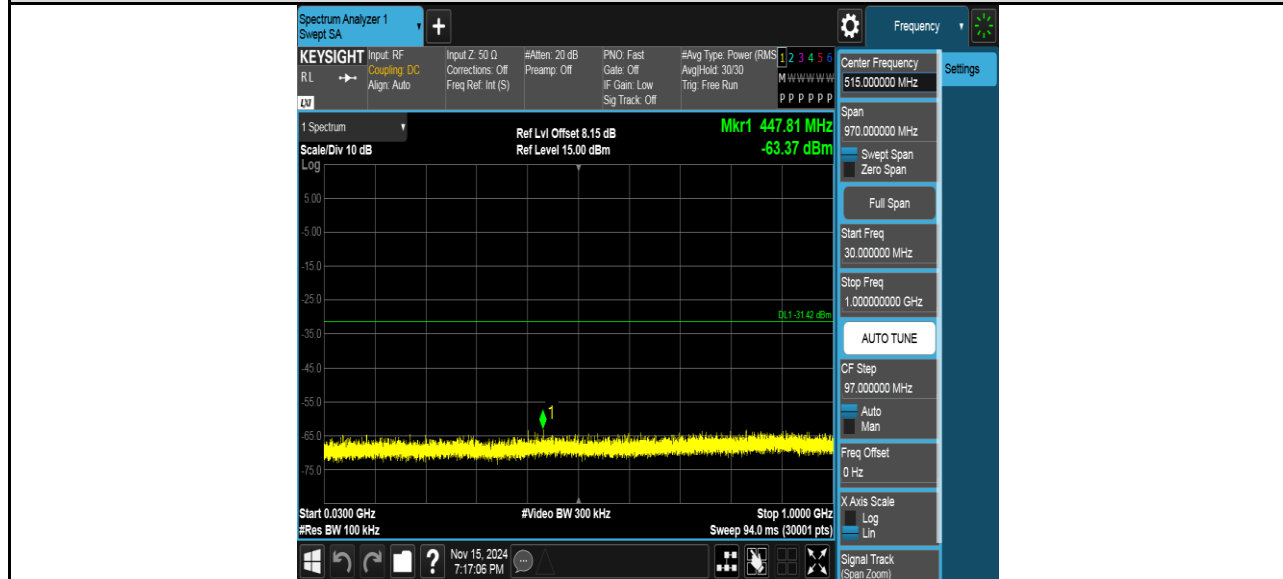 Spectrum Analyzer 1
Swept SA
+
Frequency
KEYSIGHT
RL
LXI
Input: RF
Coupling: DC
Align: Auto
Input Z: 50 Ω
Corrections: Off
Freq Ref: Int (S)
#Atten: 20 dB
Preamp: Off
PNO: Fast
Gate: Off
IF Gain: Low
Sig Track: Off
#Avg Type: Power (RMS
Avg|Hold: 30/30
Trig: Free Run
1 2 3 4 5 6
M W W W W W
P P P P P P
1 Spectrum
Scale/Div 10 dB
Ref Lvl Offset 8.15 dB
Ref Level 15.00 dBm
Mkr1 447.81 MHz
-63.37 dBm
Log
5.00
-5.00
-15.0
-25.0
DL1 -31.42 dBm
-35.0
-45.0
-55.0
1
-65.0
-75.0
Start 0.0300 GHz
#Video BW 300 kHz
Stop 1.0000 GHz
#Res BW 100 kHz
Sweep 94.0 ms (30001 pts)
?
Nov 15, 2024
7:17:06 PM
Center Frequency
515.000000 MHz
Settings
Span
970.000000 MHz
Swept Span
Zero Span
Full Span
Start Freq
30.000000 MHz
Stop Freq
1.000000000 GHz
AUTO TUNE
CF Step
97.000000 MHz
Auto
Man
Freq Offset
0 Hz
X Axis Scale
Log
Lin
Signal Track
(Span Zoom)